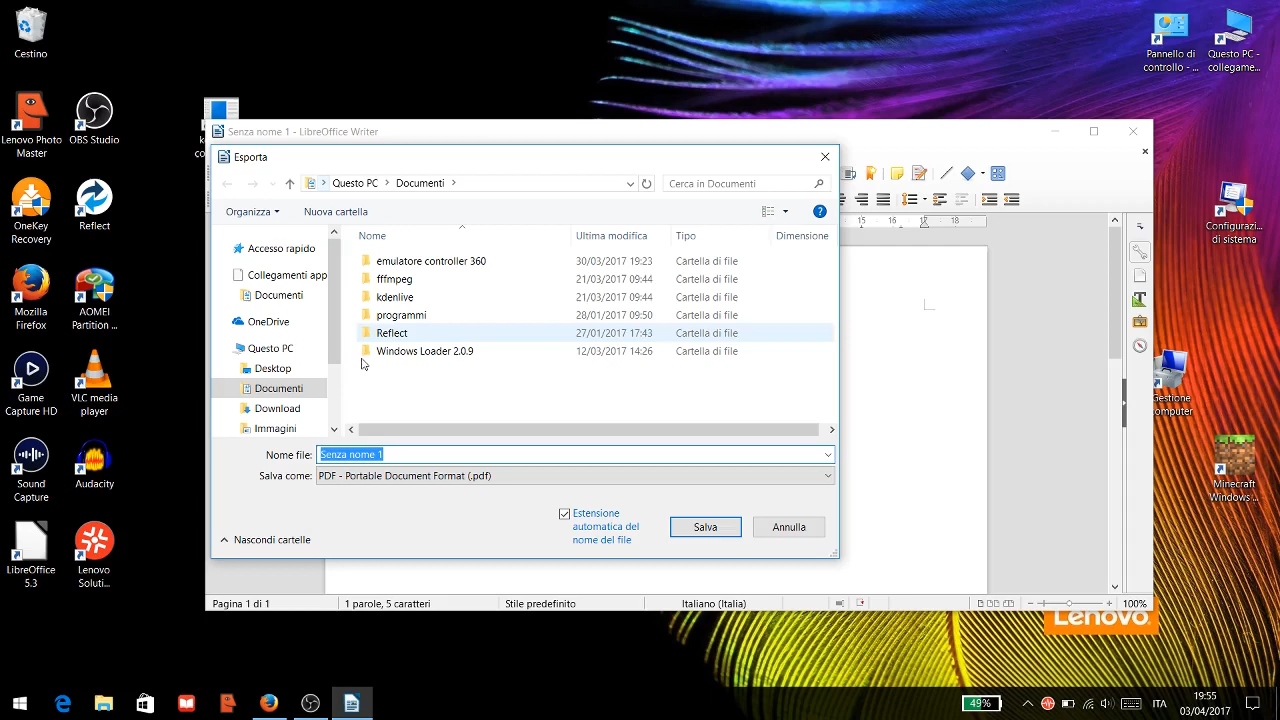 Cestino
Lenovo Photo
Master
OBS Studio
OneKey
Recovery
Reflect
Mozilla
Firefox
AOMEI
Partition ...
Game
Capture HD
VLC media
player
Sound
Capture
Audacity
LibreOffice
5.3
Lenovo
Soluti...
Pannello di
controllo - ...
Questo PC -
collegame...
Configurazi...
di sistema
Gestione
computer
Minecraft
Windows ...
Senza nome 1 - LibreOffice Writer
Esporta
Questo PC > Documenti >
Cerca in Documenti
Organizza
Nuova cartella
Accesso rapido
Collegamenti app
Documenti
OneDrive
Questo PC
Desktop
Documenti
Download
Immagini
Nome Ultima modifica Tipo Dimensione
emulatore controller 360 30/03/2017 19:23 Cartella di file
fffmpeg 21/03/2017 09:44 Cartella di file
kdenlive 21/03/2017 09:44 Cartella di file
programmi 28/01/2017 09:50 Cartella di file
Reflect 27/01/2017 17:43 Cartella di file
Windows Loader 2.0.9 12/03/2017 14:26 Cartella di file
Nome file: Senza nome 1
Salva come: PDF - Portable Document Format (.pdf)
Estensione
automatica del
nome del file
Salva
Annulla
Nascondi cartelle
15 16 17 18
Pagina 1 di 1 1 parole, 5 caratteri Stile predefinito Italiano (Italia) 100%
Lenovo
49% ITA 19:55
03/04/2017